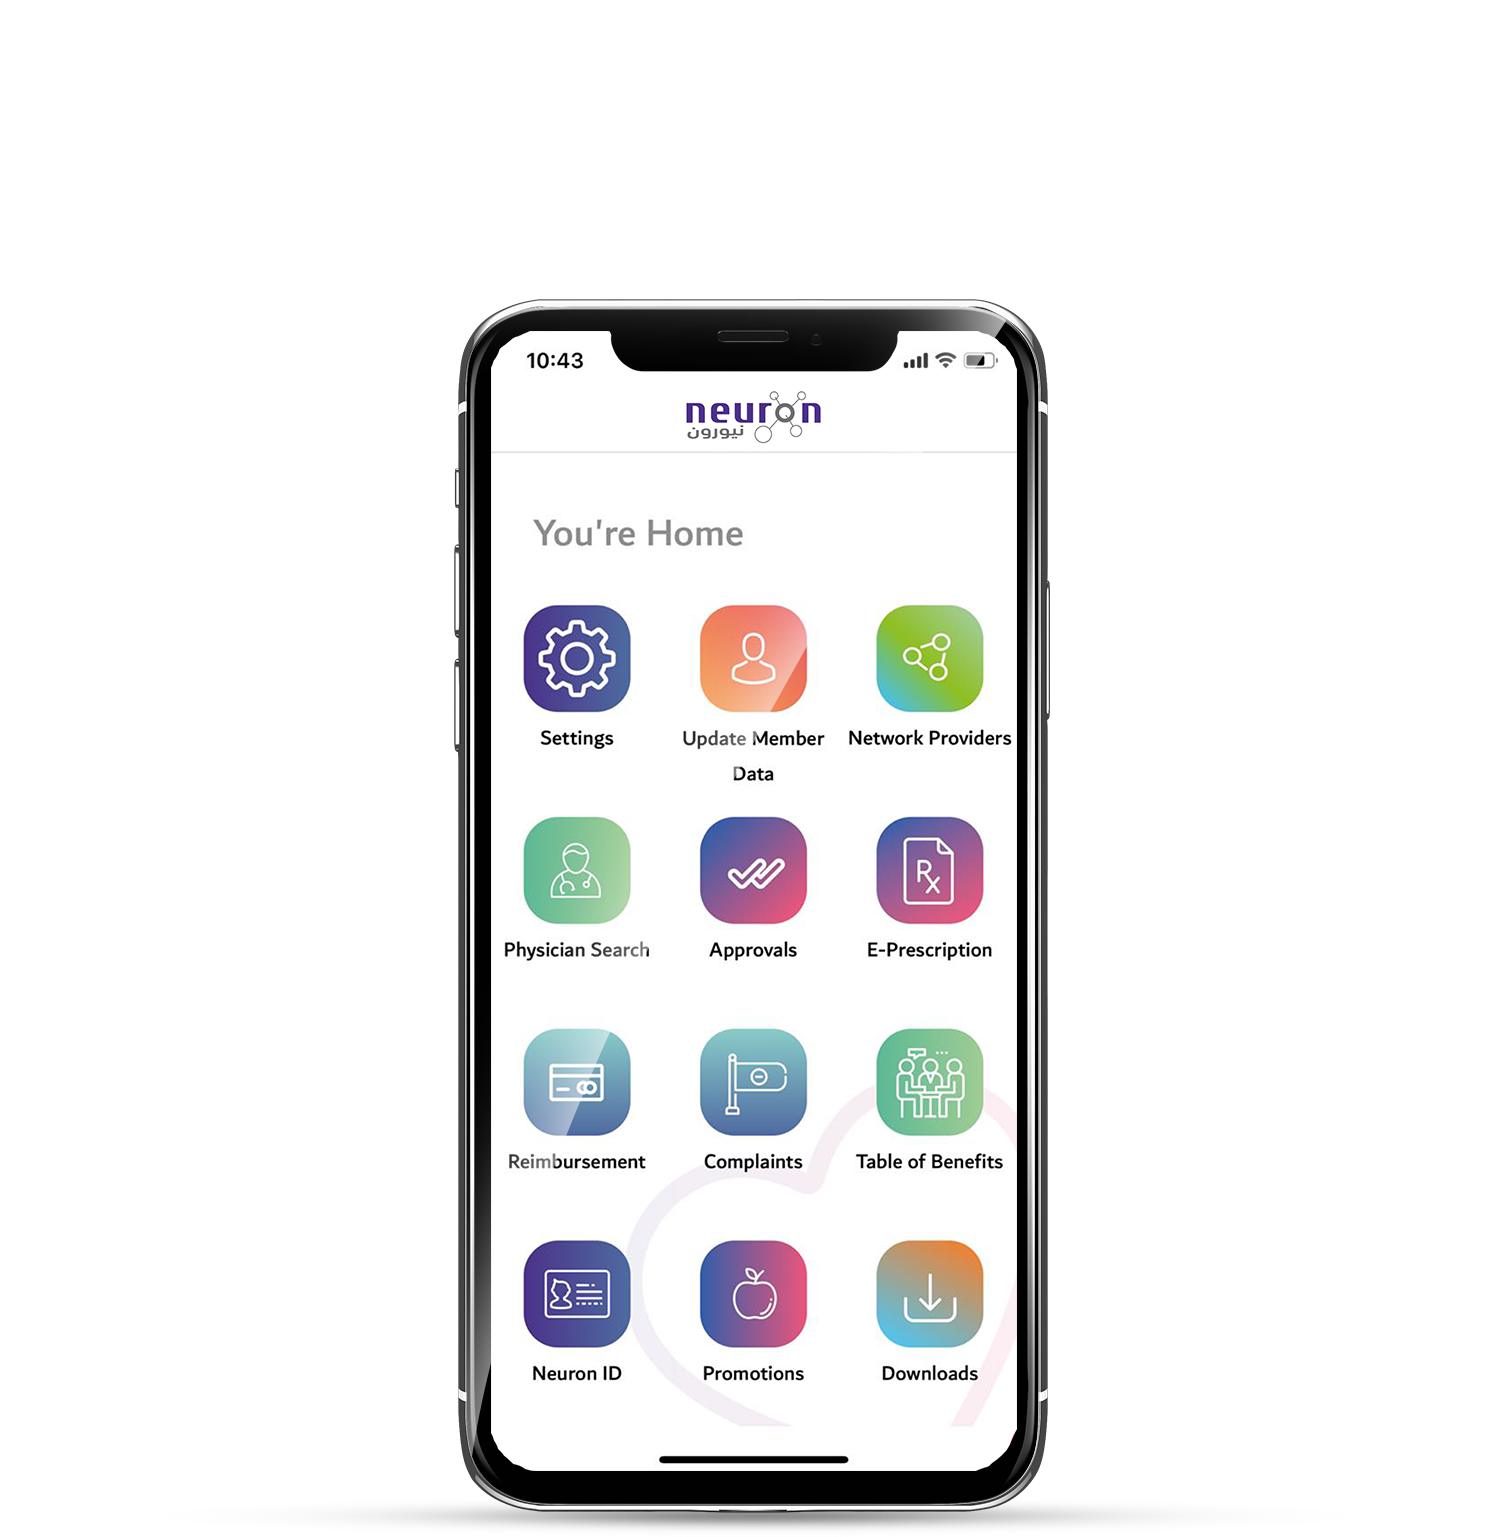 10:43
neuron
نيورون
You're Home
Settings
Update Member
Data
Network Providers
Physician Search
Approvals
E-Prescription
Rx
Reimbursement
Complaints
Table of Benefits
Neuron ID
Promotions
Downloads